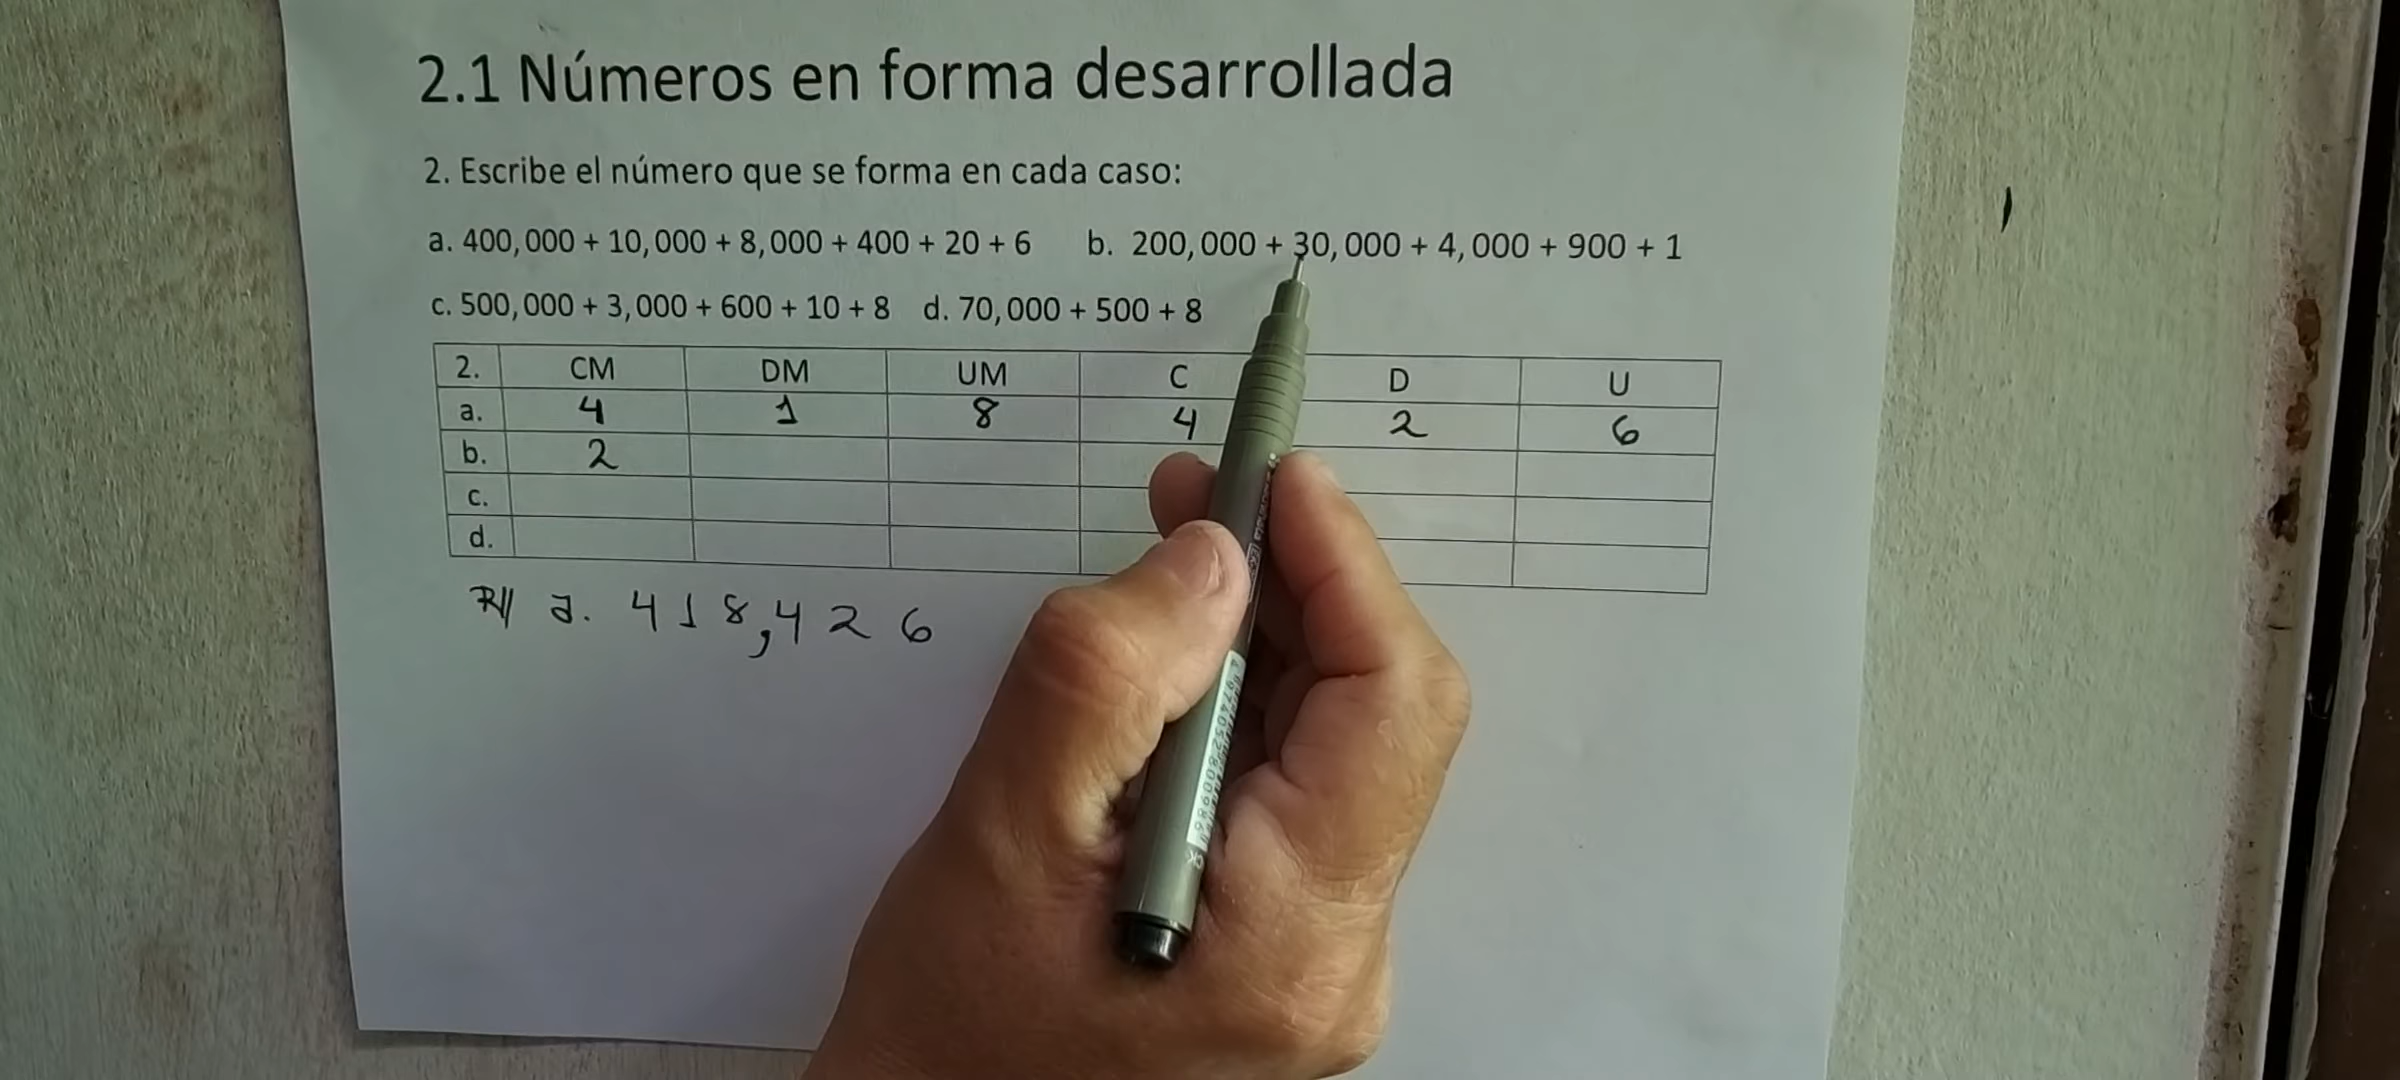 2.1 Números en forma desarrollada
2. Escribe el número que se forma en cada caso:
a. 400,000 + 10,000 + 8,000 + 400 + 20 + 6 b. 200,000 + 30,000 + 4,000 + 900 + 1
c. 500,000 + 3,000 + 600 + 10 + 8 d. 70,000 + 500 + 8
2. CM DM UM C D U
a. 4 1 8 4 2 6
b. 2
c.
d.
R// a. 418,426